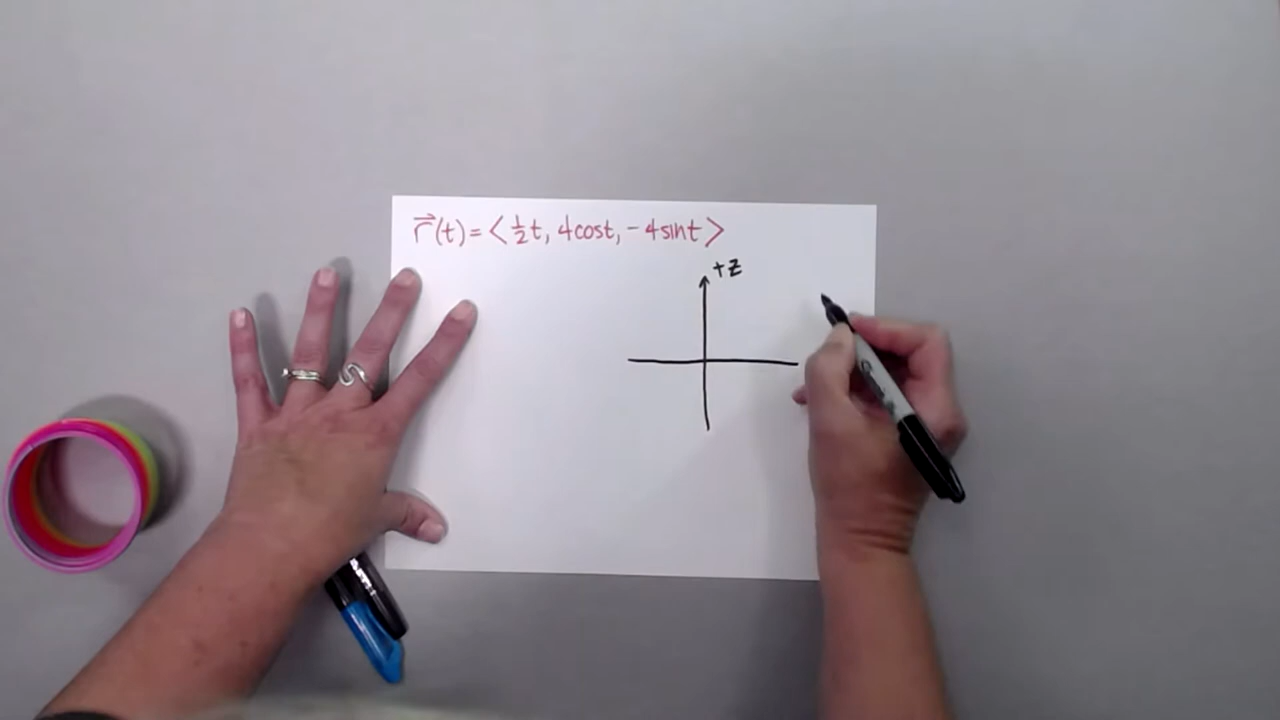 r⃗(t) = ⟨½t, 4cost, -4sint⟩
+z